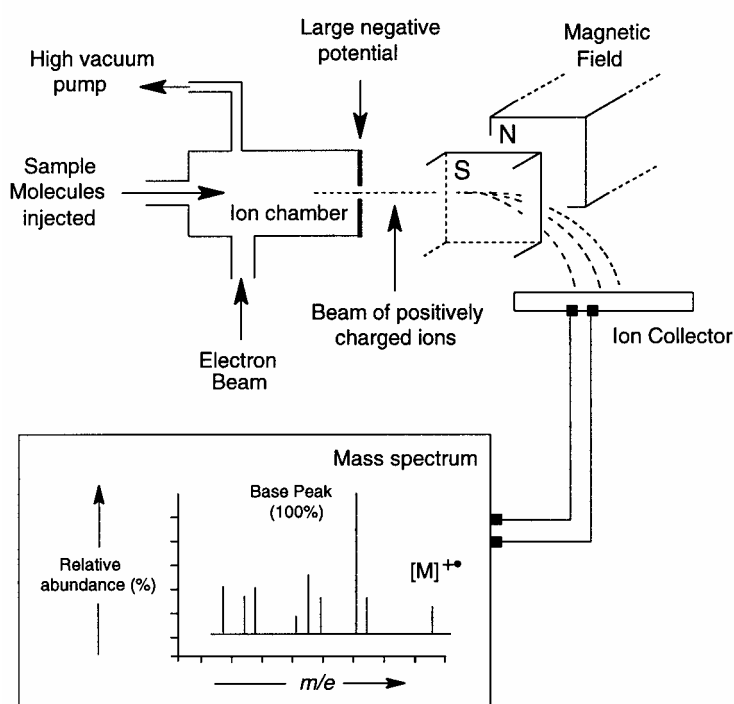 Large negative
potential
Magnetic
Field
High vacuum
pump
N
S
Sample
Molecules
injected
Ion chamber
Beam of positively
charged ions
Ion Collector
Electron
Beam
Mass spectrum
Base Peak
(100%)
[M]+•
Relative
abundance (%)
m/e